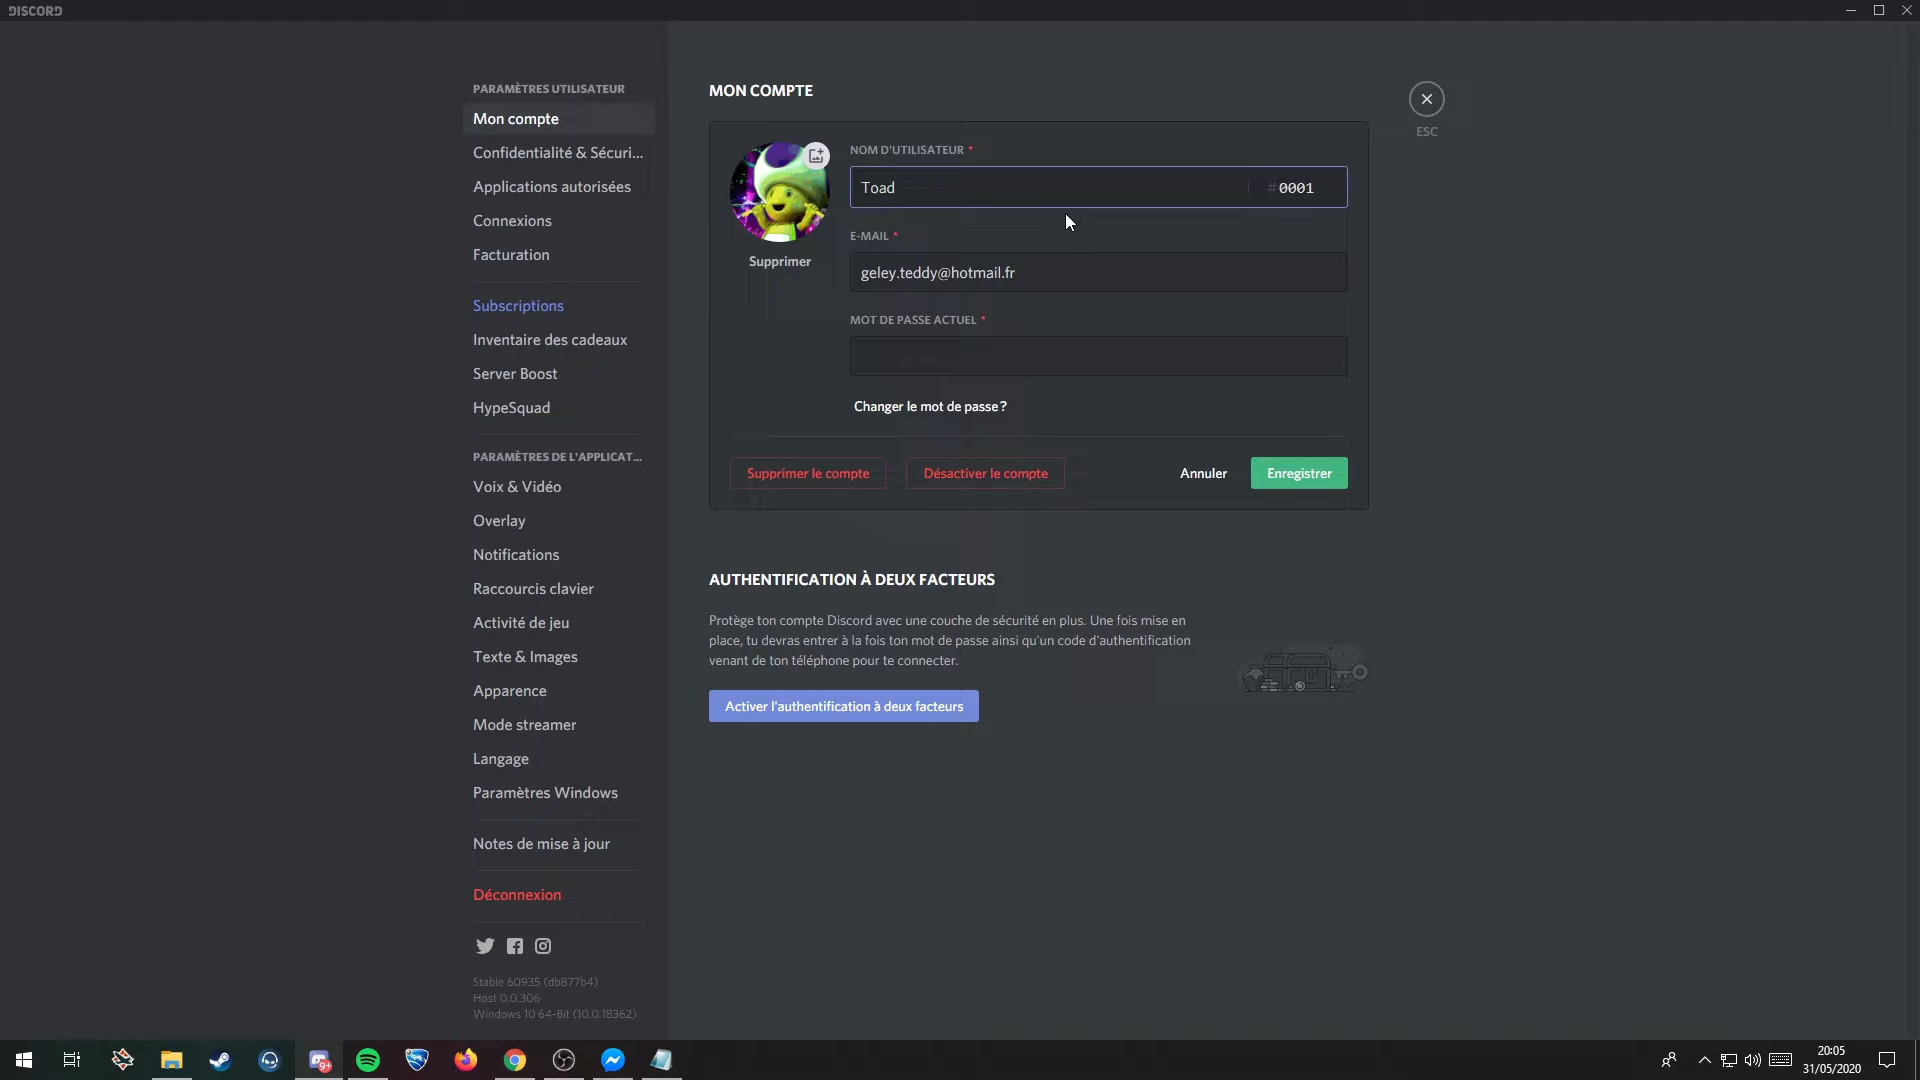 DISCORD
PARAMÈTRES UTILISATEUR
Mon compte
Confidentialité & Sécuri...
Applications autorisées
Connexions
Facturation
Subscriptions
Inventaire des cadeaux
Server Boost
HypeSquad
PARAMÈTRES DE L'APPLICAT...
Voix & Vidéo
Overlay
Notifications
Raccourcis clavier
Activité de jeu
Texte & Images
Apparence
Mode streamer
Langage
Paramètres Windows
Notes de mise à jour
Déconnexion
Stable 60935 (db877b4)
Host 0.0.306
Windows 10 64-Bit (10.0.18362)
MON COMPTE
ESC
NOM D'UTILISATEUR *
Toad #0001
Supprimer
E-MAIL *
geley.teddy@hotmail.fr
MOT DE PASSE ACTUEL *
Changer le mot de passe ?
Supprimer le compte
Désactiver le compte
Annuler
Enregistrer
AUTHENTIFICATION À DEUX FACTEURS
Protège ton compte Discord avec une couche de sécurité en plus. Une fois mise en
place, tu devras entrer à la fois ton mot de passe ainsi qu'un code d'authentification
venant de ton téléphone pour te connecter.
Activer l'authentification à deux facteurs
9+
20:05
31/05/2020